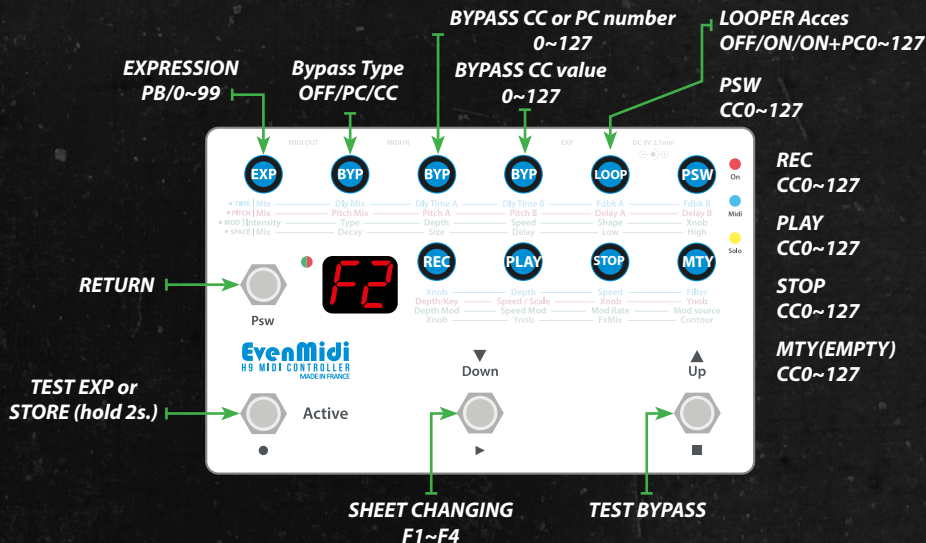 BYPASS CC or PC number
0~127
LOOPER Acces
OFF/ON/ON+PC0~127
EXPRESSION
PB/0~99
Bypass Type
OFF/PC/CC
BYPASS CC value
0~127
PSW
CC0~127
MIDI OUT
MIDI IN
EXP
DC 9V 2,1mm
EXP
BYP
BYP
BYP
LOOP
PSW
On
Midi
Solo
REC
CC0~127
PLAY
CC0~127
STOP
CC0~127
MTY(EMPTY)
CC0~127
TIME | Mix Dly Mix Dly Time A Dly Time B Fdbk A Fdbk B
PITCH | Mix Pitch Mix Pitch A Pitch B Delay A Delay B
MOD | Intensity Type Depth Speed Shape Xnob
SPACE | Mix Decay Size Delay Low High
REC
PLAY
STOP
MTY
RETURN
Psw
F2
Xnob Depth Speed Filter
Depth/Key Speed / Scale Xnob Ynob
Depth Mod Speed Mod Mod Rate Mod source
Xnob Ynob FxMix Contour
EvenMidi
H9 MIDI CONTROLLER
MADE IN FRANCE
Down
Up
TEST EXP or
STORE (hold 2s.)
Active
SHEET CHANGING
F1~F4
TEST BYPASS